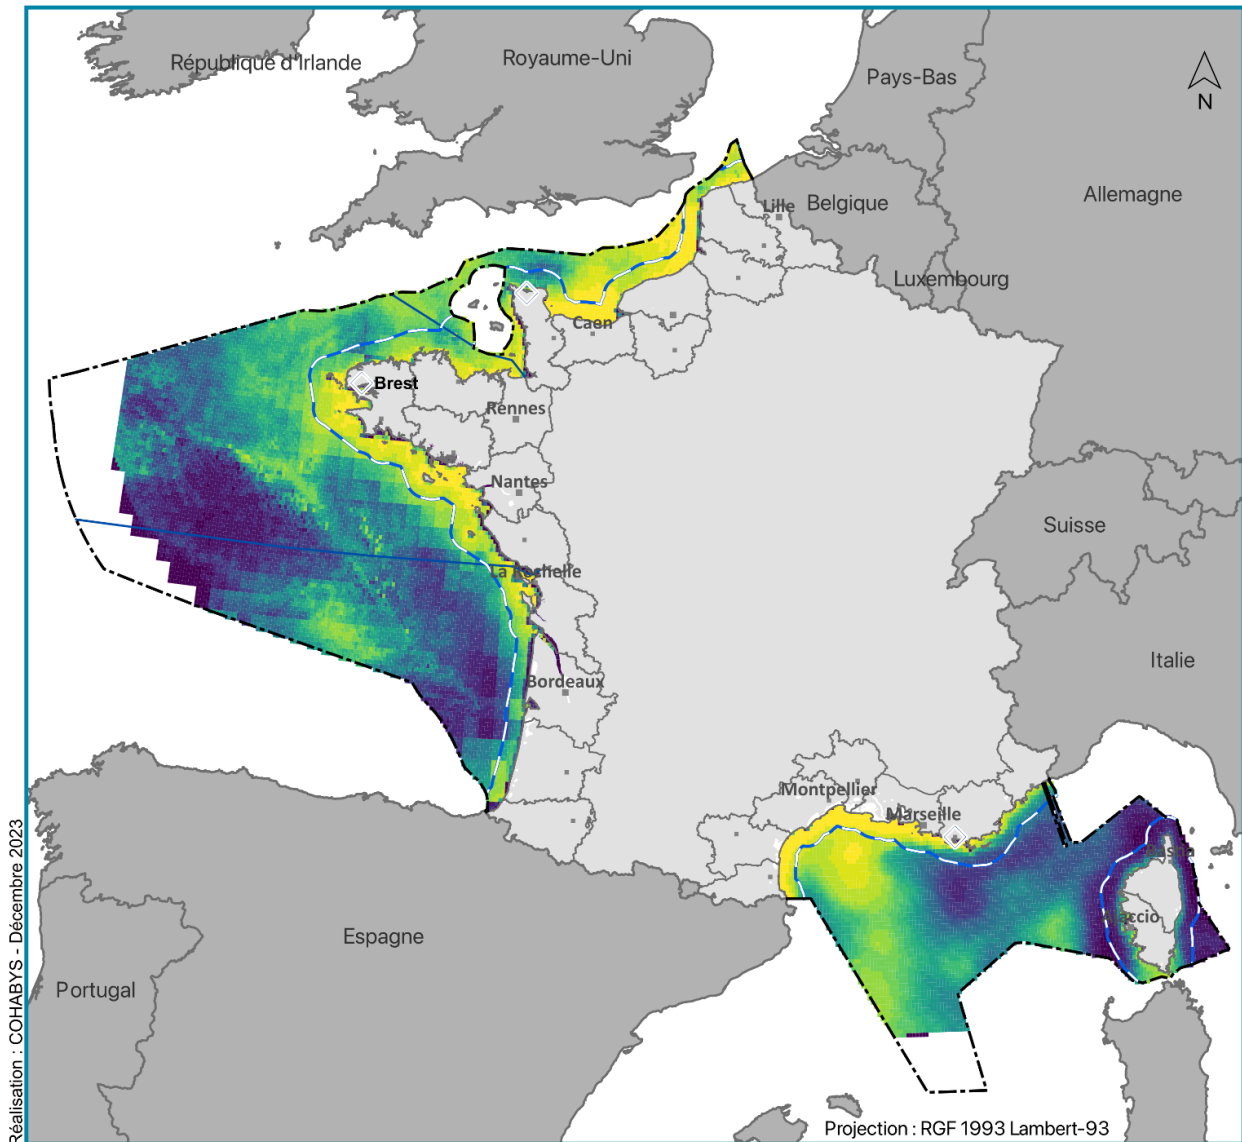 République d'Irlande
Royaume-Uni
Pays-Bas
N
Allemagne
Lille
Belgique
Luxembourg
Caen
Brest
Rennes
Nantes
Suisse
La Rochelle
Italie
Bordeaux
Montpellier
Marseille
Espagne
Portugal
Réalisation : COHABYS - Décembre 2023
Projection : RGF 1993 Lambert-93